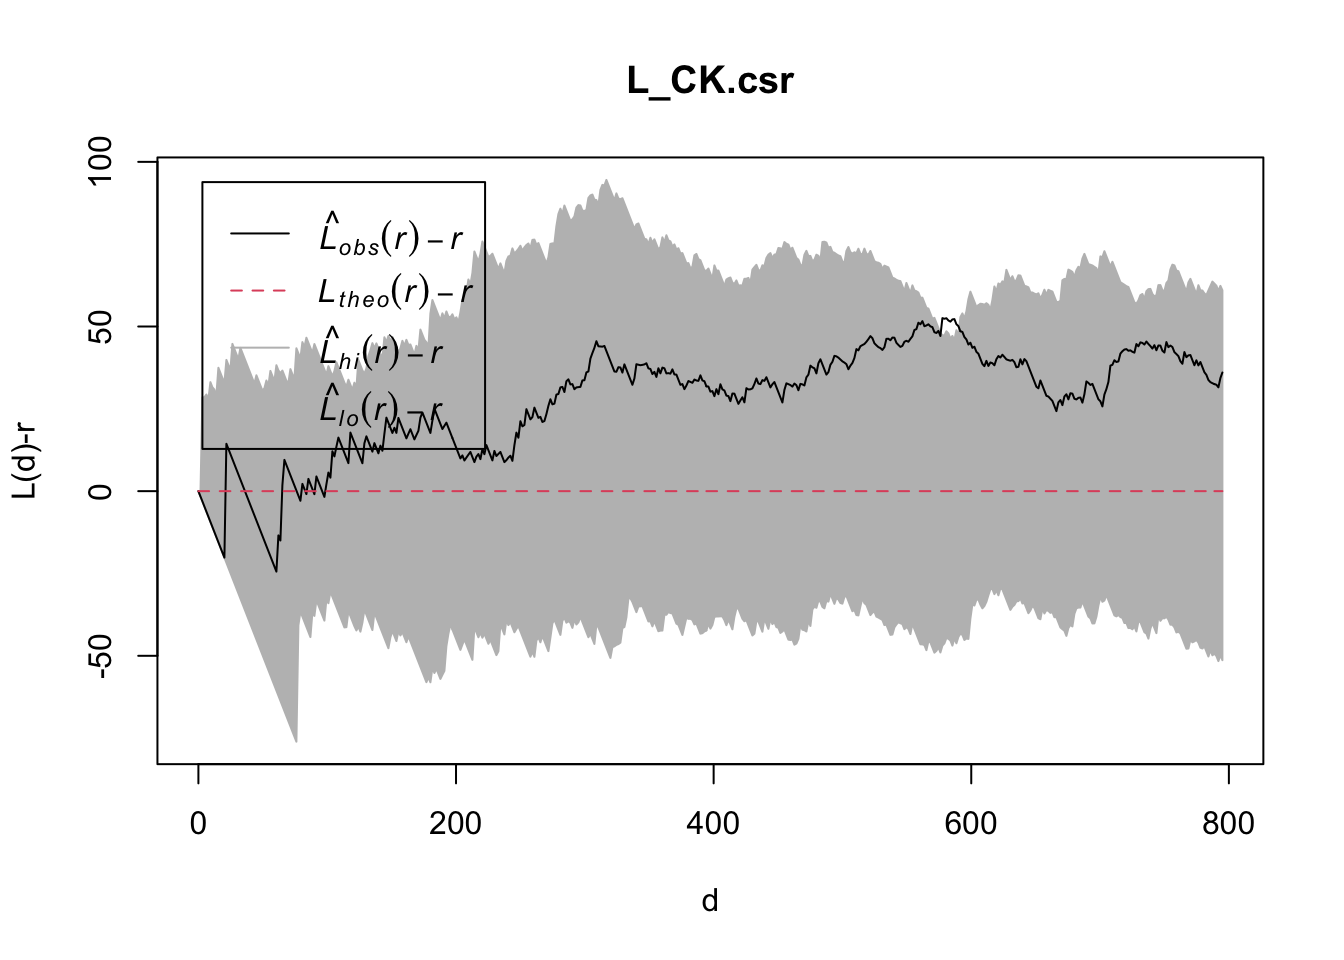 L_CK.csr
100
50
0
-50
L(d)-r
L̂obs(r) − r
Ltheo(r) − r
L̂hi(r) − r
L̂lo(r) − r
0 200 400 600 800
d